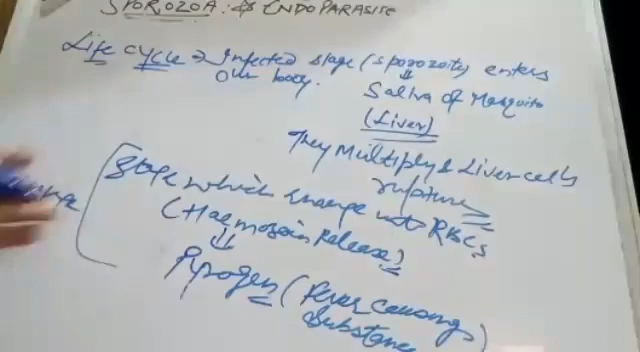 SPOROZOA: ENDOPARASITE
Life cycle → Infected stage (sporozoite) enters
Our body.
Saliva of Mosquito
(Liver)
They Multiply & Liver cells
rupture
Stage which change into RBCs
(Haemozoin Release)
Pyrogen (Fever causing
Substance)